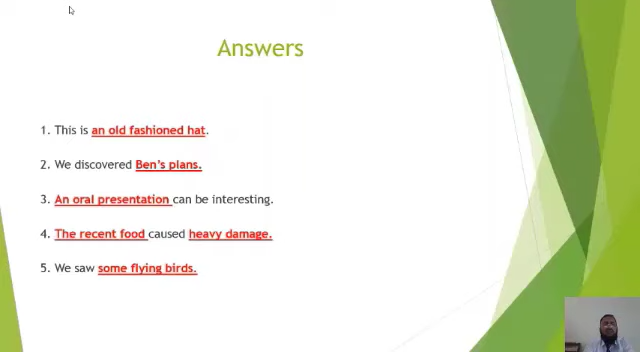 Answers
1. This is an old fashioned hat.
2. We discovered Ben's plans.
3. An oral presentation can be interesting.
4. The recent food caused heavy damage.
5. We saw some flying birds.